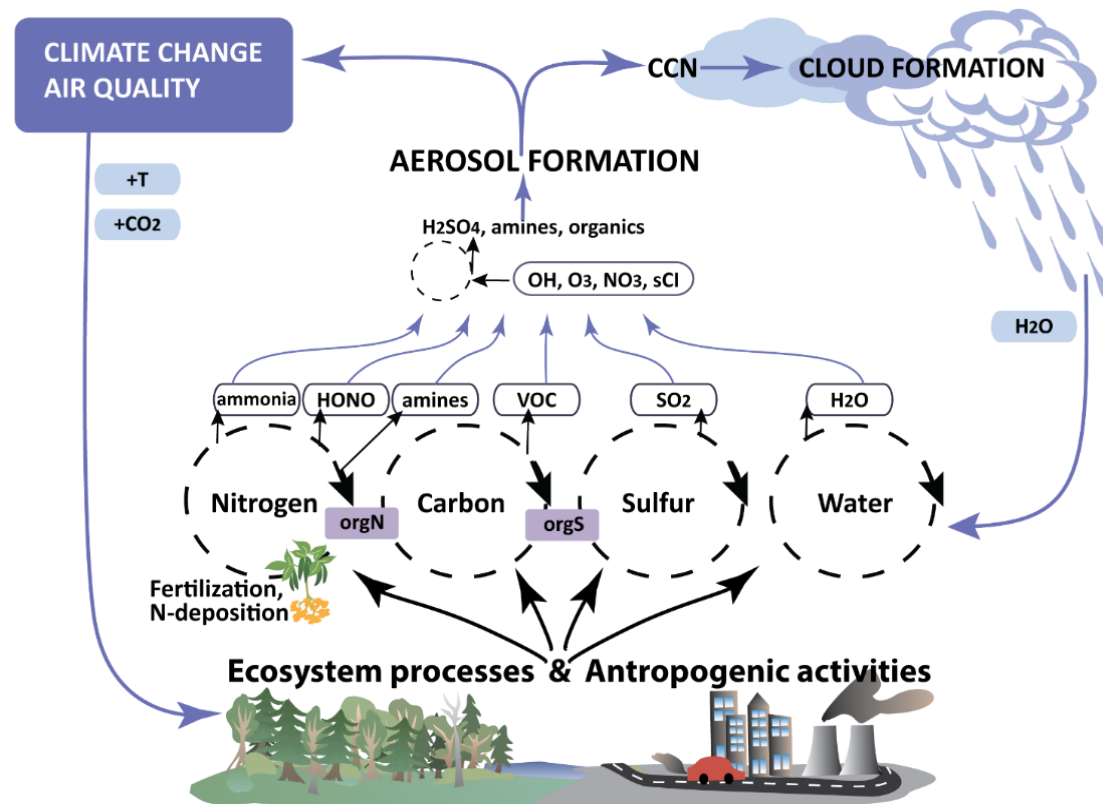 CLIMATE CHANGE
AIR QUALITY
CCN
CLOUD FORMATION
AEROSOL FORMATION
+T
+CO2
H2SO4, amines, organics
OH, O3, NO3, sCl
H2O
ammonia
HONO
amines
VOC
SO2
H2O
Nitrogen
Carbon
Sulfur
Water
orgN
orgS
Fertilization,
N-deposition
Ecosystem processes & Antropogenic activities